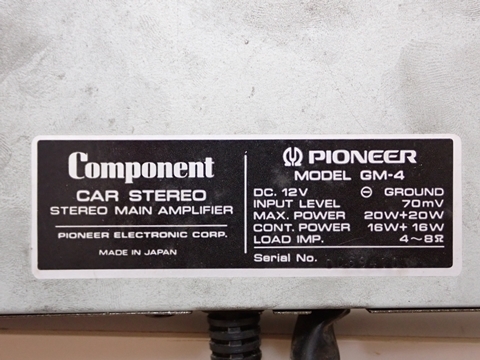 Component
CAR STEREO
STEREO MAIN AMPLIFIER
PIONEER ELECTRONIC CORP.
MADE IN JAPAN
PIONEER
MODEL GM-4
DC. 12V ⊖ GROUND
INPUT LEVEL 70mV
MAX. POWER 20W+20W
CONT. POWER 16W+16W
LOAD IMP. 4~8Ω
Serial No.